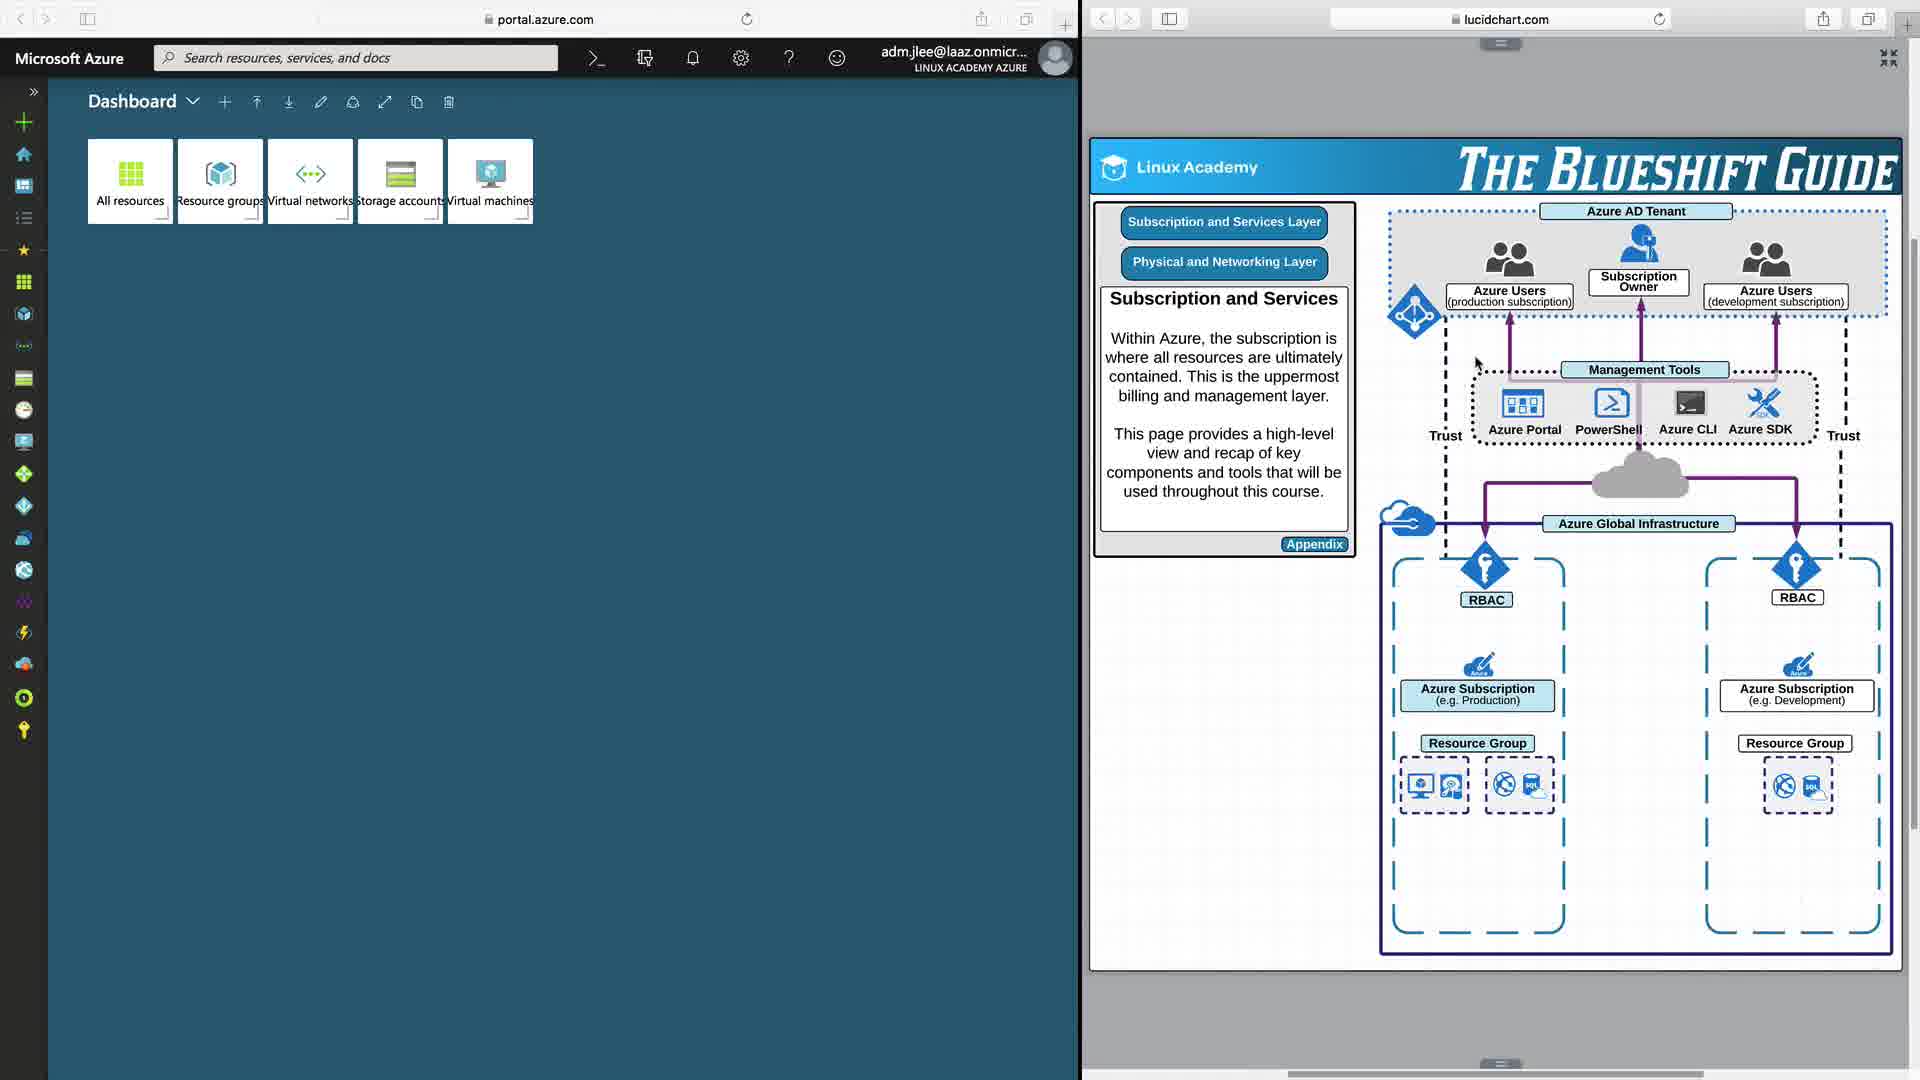 portal.azure.com
Microsoft Azure
Search resources, services, and docs
adm.jlee@laaz.onmicr...
LINUX ACADEMY AZURE
Dashboard
All resources
Resource groups
Virtual networks
Storage accounts
Virtual machines
lucidchart.com
Linux Academy
THE BLUESHIFT GUIDE
Subscription and Services Layer
Physical and Networking Layer
Subscription and Services
Within Azure, the subscription is
where all resources are ultimately
contained. This is the uppermost
billing and management layer.
This page provides a high-level
view and recap of key
components and tools that will be
used throughout this course.
Appendix
Azure AD Tenant
Azure Users
(production subscription)
Subscription
Owner
Azure Users
(development subscription)
Management Tools
Azure Portal
PowerShell
Azure CLI
SDK
Azure SDK
Trust
Trust
Azure Global Infrastructure
RBAC
RBAC
Azure
Azure Subscription
(e.g. Production)
Azure
Azure Subscription
(e.g. Development)
Resource Group
SQL
Resource Group
SQL